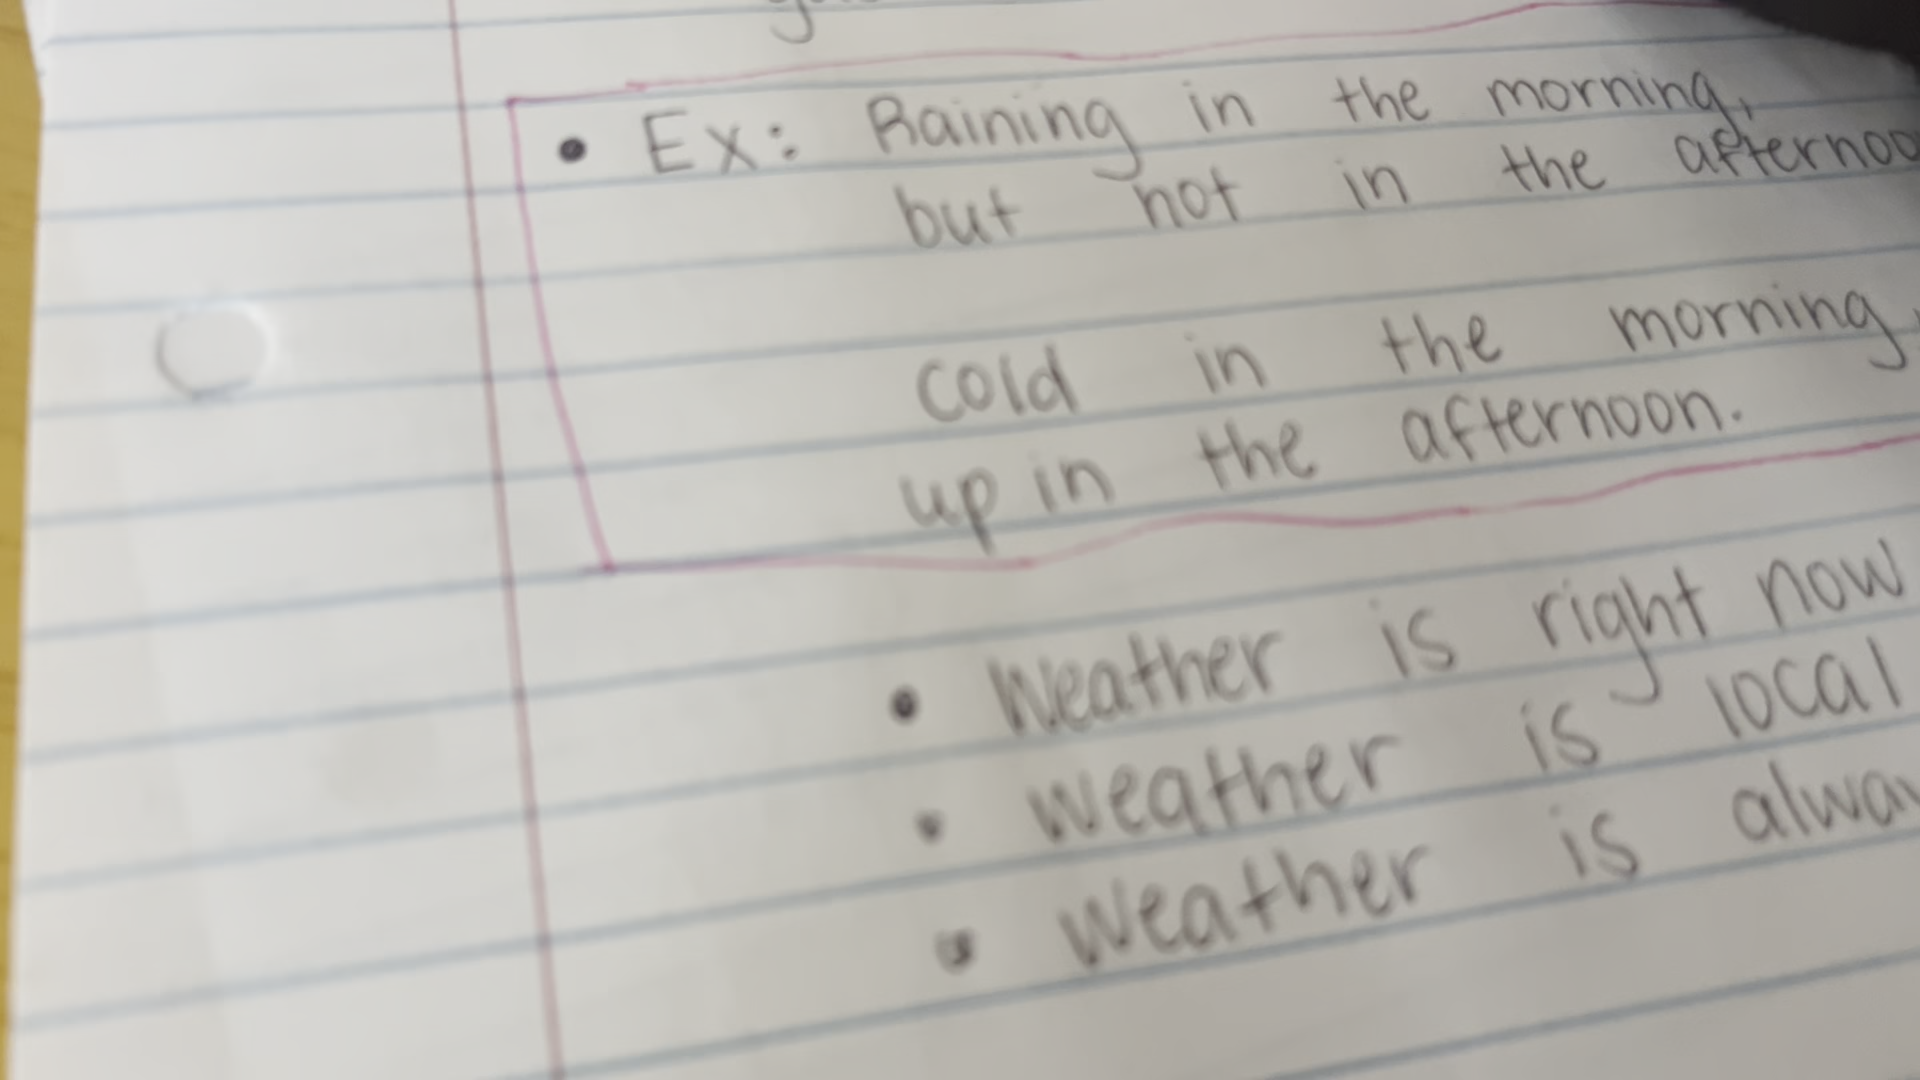 • Ex: Raining in the morning,
but not in the
cold in the morning
up in the afternoon.
• Weather is right now
• weather is local
• Weather is